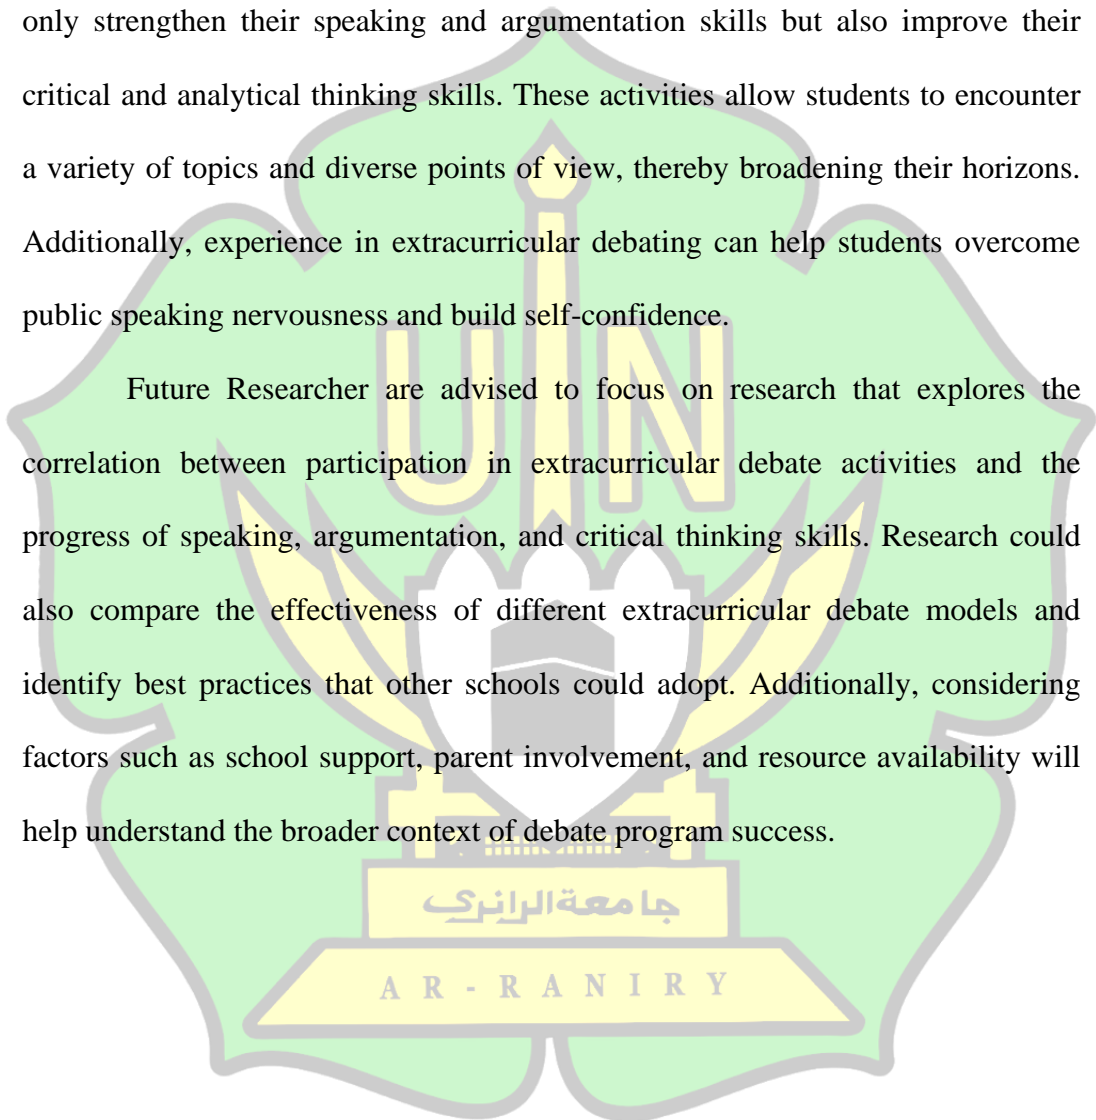 only strengthen their speaking and argumentation skills but also improve their
critical and analytical thinking skills. These activities allow students to encounter
a variety of topics and diverse points of view, thereby broadening their horizons.
Additionally, experience in extracurricular debating can help students overcome
public speaking nervousness and build self-confidence.
Future Researcher are advised to focus on research that explores the
correlation between participation in extracurricular debate activities and the
progress of speaking, argumentation, and critical thinking skills. Research could
also compare the effectiveness of different extracurricular debate models and
identify best practices that other schools could adopt. Additionally, considering
factors such as school support, parent involvement, and resource availability will
help understand the broader context of debate program success.
UIN
جامعة الرانري
AR-RANIRY